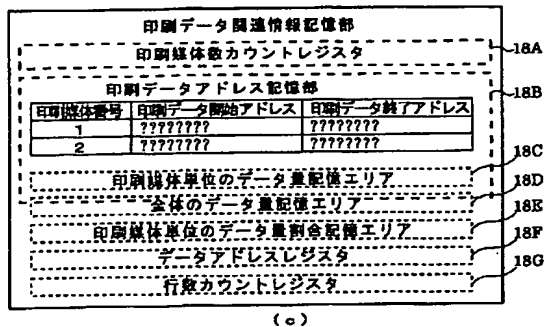 印刷データ関連情報記憶部
印刷媒体数カウントレジスタ
18A
印刷データアドレス記憶部
18B
印刷媒体番号 印刷データ開始アドレス 印刷データ終了アドレス
1 ???????? ????????
2 ???????? ????????
18C
印刷媒体単位のデータ量記憶エリア
18D
全体のデータ量記憶エリア
18E
印刷媒体単位のデータ量割合記憶エリア
18F
データアドレスレジスタ
18G
行数カウントレジスタ
(c)